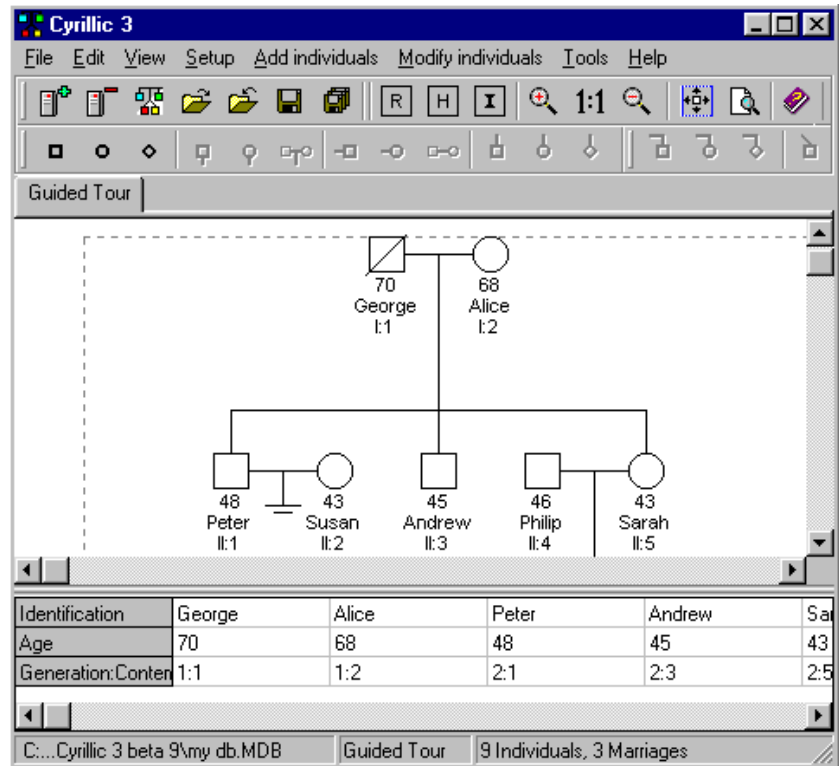 Cyrillic 3
File Edit View Setup Add individuals Modify individuals Tools Help
R H I 1:1
Guided Tour
70 68
George Alice
I:1 I:2
48 43 45 46 43
Peter Susan Andrew Philip Sarah
II:1 II:2 II:3 II:4 II:5
Identification George Alice Peter Andrew Sar
Age 70 68 48 45 43
Generation:Conten 1:1 1:2 2:1 2:3 2:5
C:...Cyrillic 3 beta 9\my db.MDB Guided Tour 9 Individuals, 3 Marriages